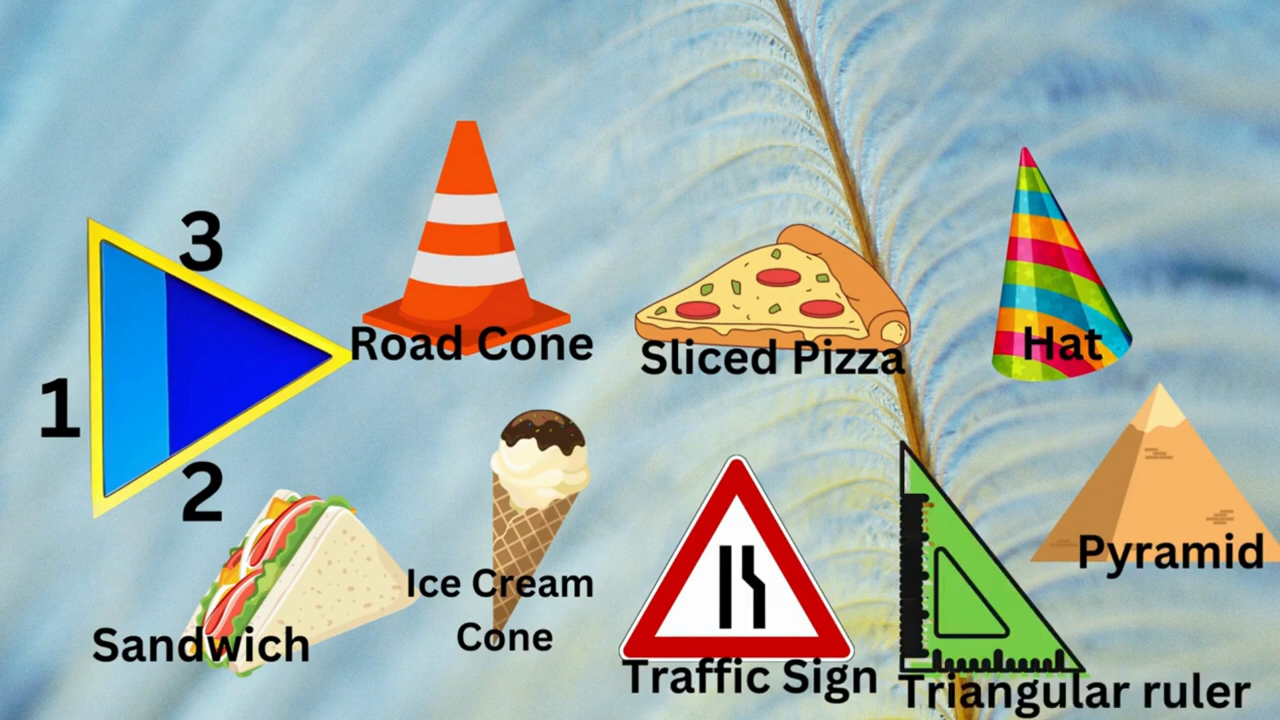 3
1
2
Road Cone
Sliced Pizza
Hat
Pyramid
Ice Cream
Cone
Sandwich
Traffic Sign
Triangular ruler